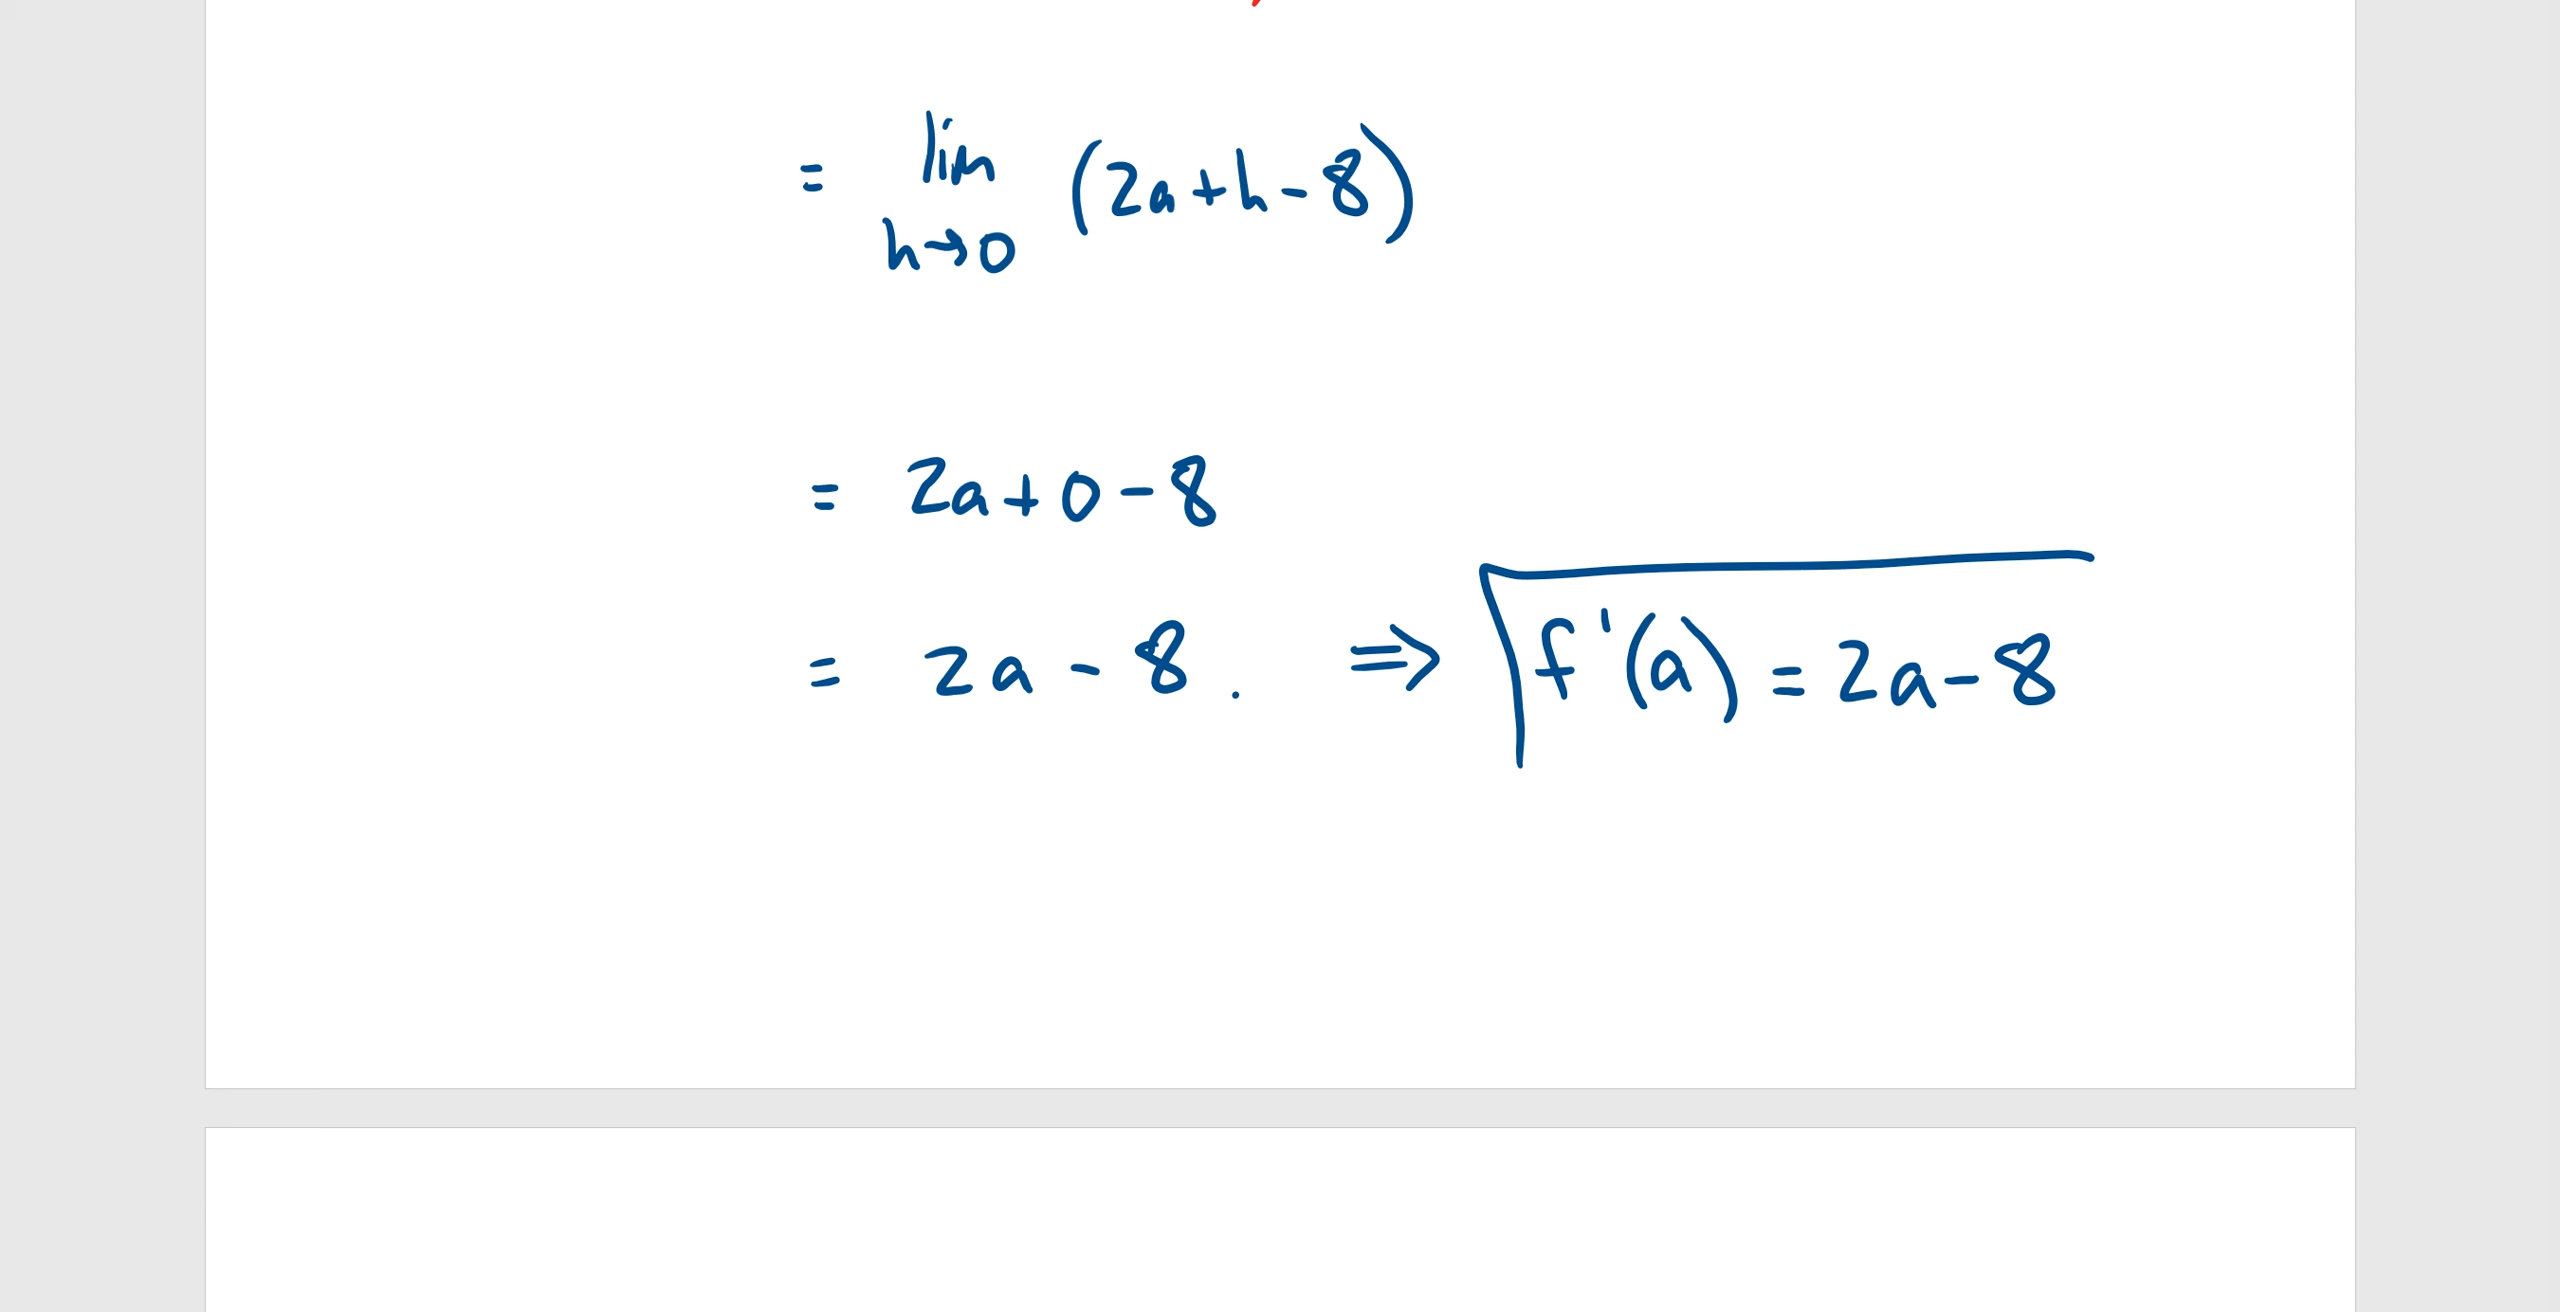 = lim (2a+h-8)
h→0
= 2a+0-8
= 2a-8. ⇒ f'(a) = 2a-8